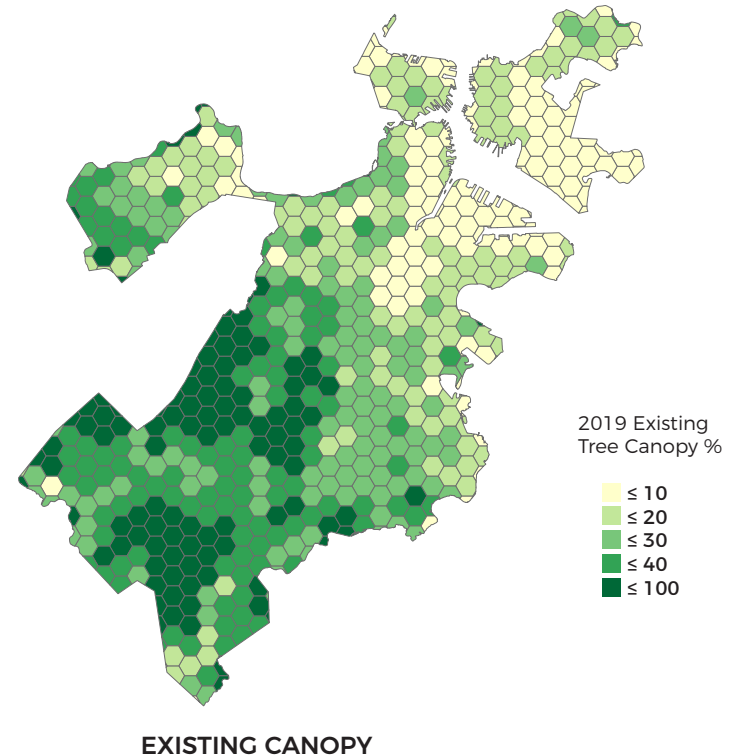 2019 Existing
Tree Canopy %
≤ 10
≤ 20
≤ 30
≤ 40
≤ 100
EXISTING CANOPY